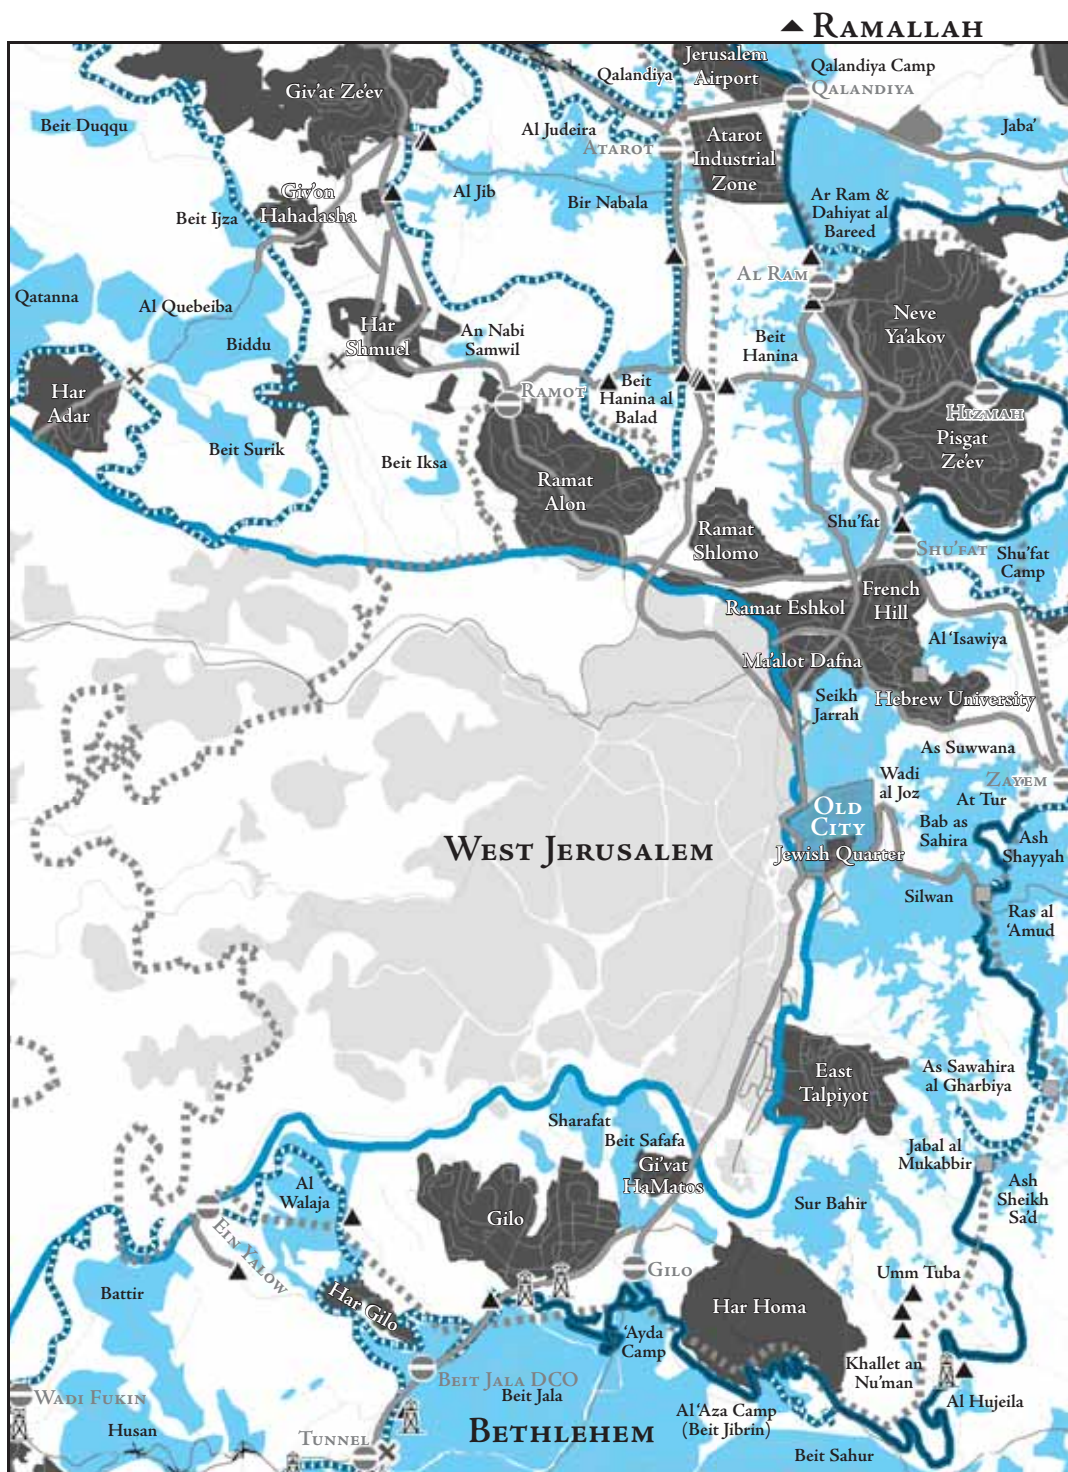 RAMALLAH
Jerusalem
Airport
Qalandiya
Qalandiya Camp
QALANDIYA
Giv'at Ze'ev
Beit Duqqu
Al Judeira
ATAROT
Atarot
Industrial
Zone
Jaba'
Giv'on
Hahadasha
Al Jib
Bir Nabala
Ar Ram &
Dahiyat al
Bareed
Beit Ijza
AL RAM
Qatanna
Al Quebeiba
Biddu
Har
Shmuel
An Nabi
Samwil
Beit
Hanina
Neve
Ya'akov
Har
Adar
RAMOT
Beit
Hanina al
Balad
HIZMAH
Pisgat
Ze'ev
Beit Surik
Beit Iksa
Ramat
Alon
Ramat
Shlomo
Shu'fat
SHU'FAT
Shu'fat
Camp
French
Hill
Ramat Eshkol
Al 'Isawiya
Ma'alot Dafna
Seikh
Jarrah
Hebrew University
As Suwwana
Wadi
al Joz
ZAYEM
At Tur
OLD
CITY
Bab as
Sahira
Ash
Shayyah
WEST JERUSALEM
Jewish Quarter
Silwan
Ras al
'Amud
East
Talpiyot
As Sawahira
al Gharbiya
Sharafat
Beit Safafa
Gi'vat
HaMatos
Jabal al
Mukabbir
Al
Walaja
Ash
Sheikh
Sa'd
Gilo
Sur Bahir
EIN YALOW
GILO
Umm Tuba
Battir
Har Gilo
Har Homa
'Ayda
Camp
Khallet an
Nu'man
WADI FUKIN
BEIT JALA DCO
Beit Jala
Al Hujeila
Husan
Al 'Aza Camp
(Beit Jibrin)
BETHLEHEM
TUNNEL
Beit Sahur